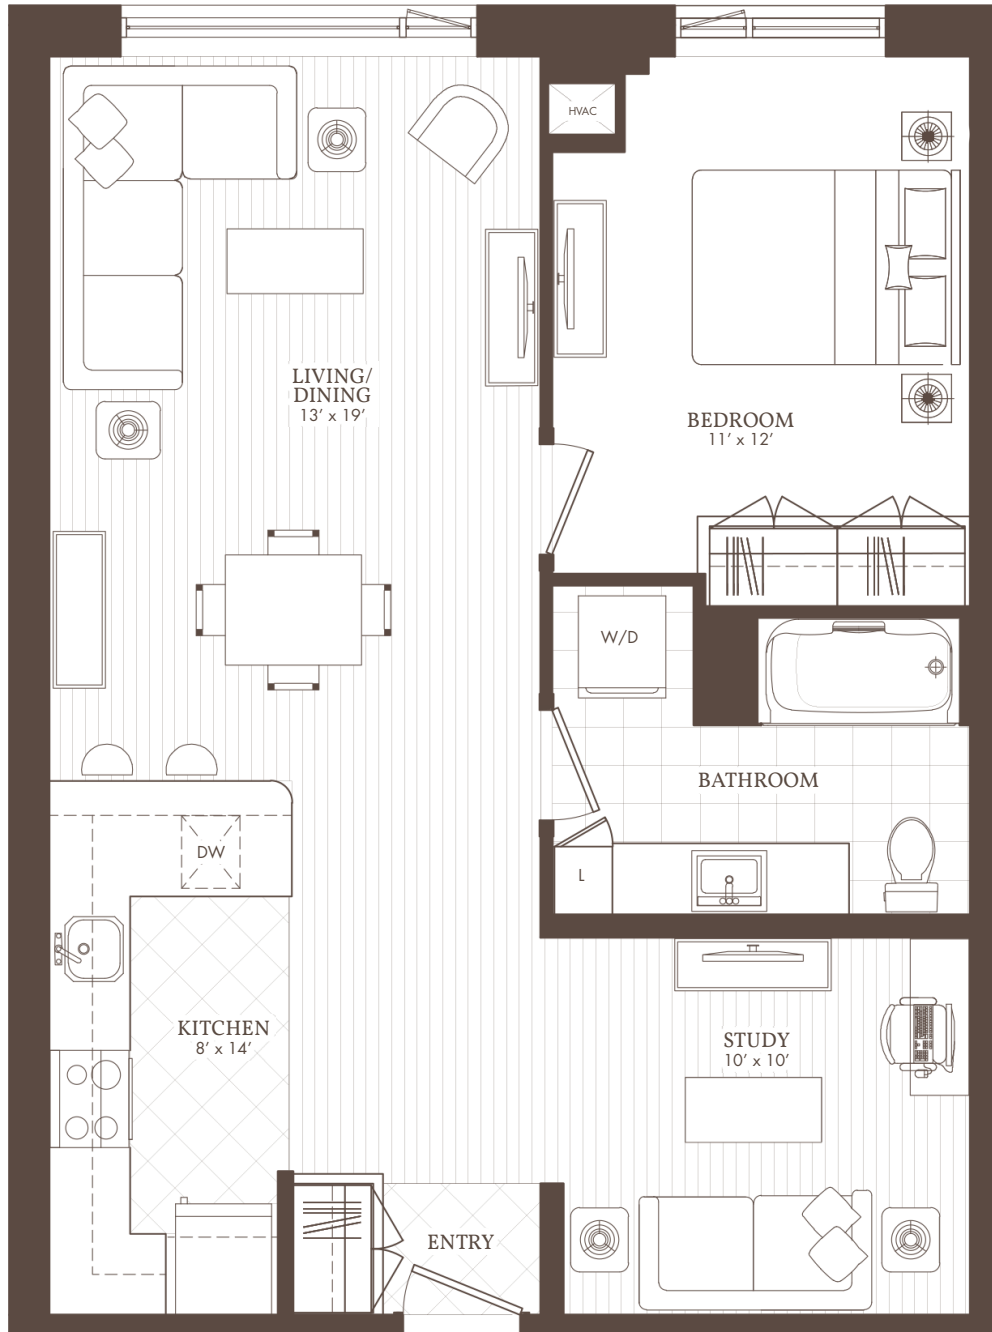 HVAC
LIVING/
DINING
13’ x 19’
BEDROOM
11’ x 12’
W/D
BATHROOM
DW
L
KITCHEN
8’ x 14’
STUDY
10’ x 10’
ENTRY